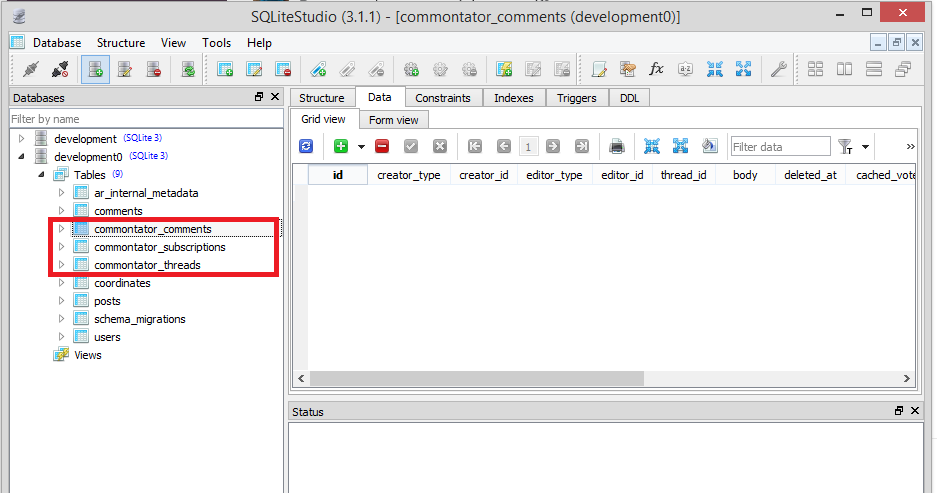 SQLiteStudio (3.1.1) - [commontator_comments (development0)]
Database Structure View Tools Help
Databases
Filter by name
development (SQLite 3)
development0 (SQLite 3)
Tables (9)
ar_internal_metadata
comments
commontator_comments
commontator_subscriptions
commontator_threads
coordinates
posts
schema_migrations
users
Views
Structure Data Constraints Indexes Triggers DDL
Grid view Form view
1 Filter data
id creator_type creator_id editor_type editor_id thread_id body deleted_at cached_vote
Status